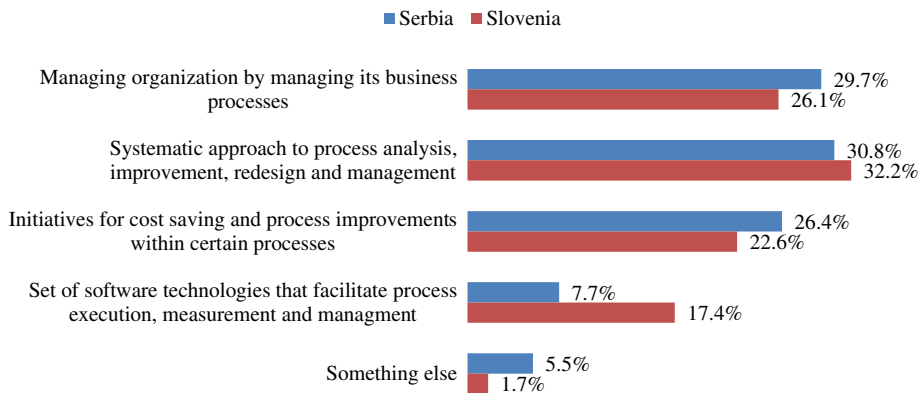 Serbia Slovenia
Managing organization by managing its business
processes
29.7%
26.1%
Systematic approach to process analysis,
improvement, redesign and management
30.8%
32.2%
Initiatives for cost saving and process improvements
within certain processes
26.4%
22.6%
Set of software technologies that facilitate process
execution, measurement and managment
7.7%
17.4%
Something else
5.5%
1.7%